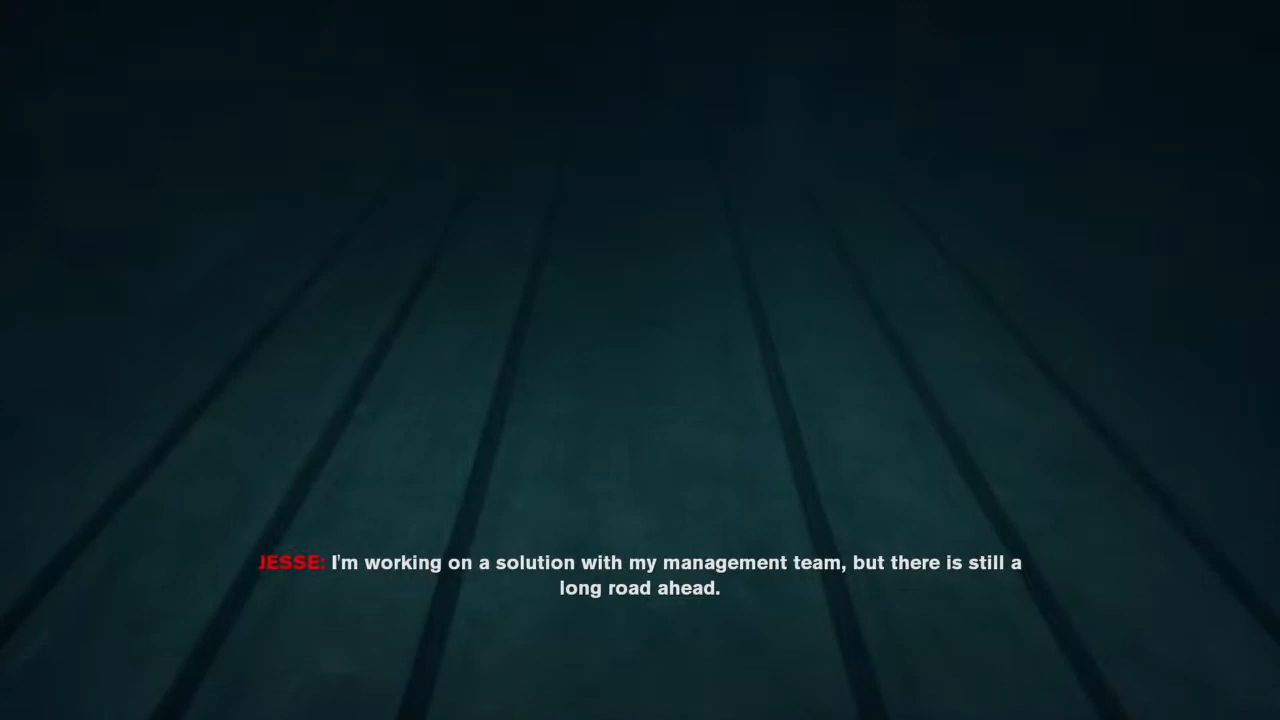 JESSE: I'm working on a solution with my management team, but there is still a
long road ahead.